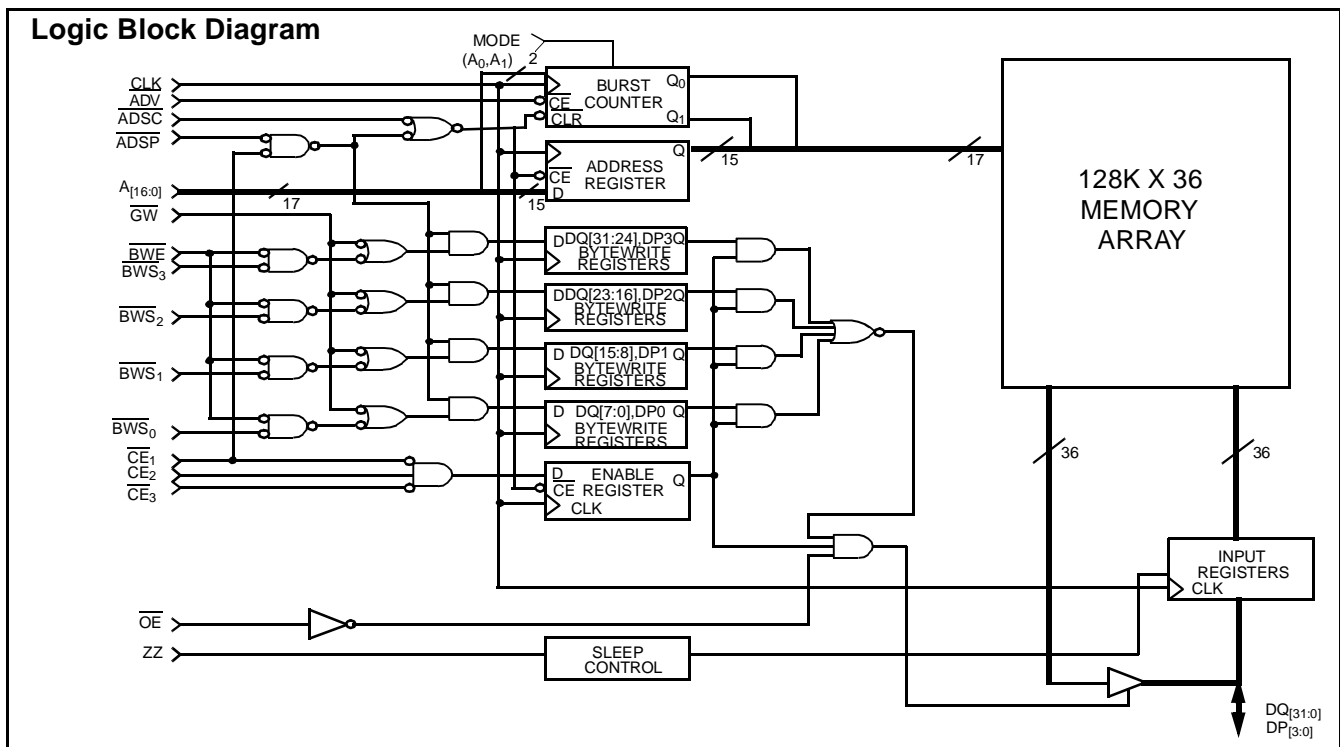 Logic Block Diagram
MODE
(A0,A1)
2
CLK
ADV
ADSC
ADSP
A[16:0]
17
GW
BWE
BWS3
BWS2
BWS1
BWS0
CE1
CE2
CE3
OE
ZZ
BURST
COUNTER
Q0
Q1
CE
CLR
ADDRESS
REGISTER
Q
CE
D
15
15
17
D DQ[31:24],DP3 Q
BYTEWRITE
REGISTERS
D DQ[23:16],DP2 Q
BYTEWRITE
REGISTERS
D DQ[15:8],DP1 Q
BYTEWRITE
REGISTERS
D DQ[7:0],DP0 Q
BYTEWRITE
REGISTERS
D ENABLE Q
CE REGISTER
CLK
SLEEP
CONTROL
128K X 36
MEMORY
ARRAY
36
36
INPUT
REGISTERS
CLK
DQ[31:0]
DP[3:0]